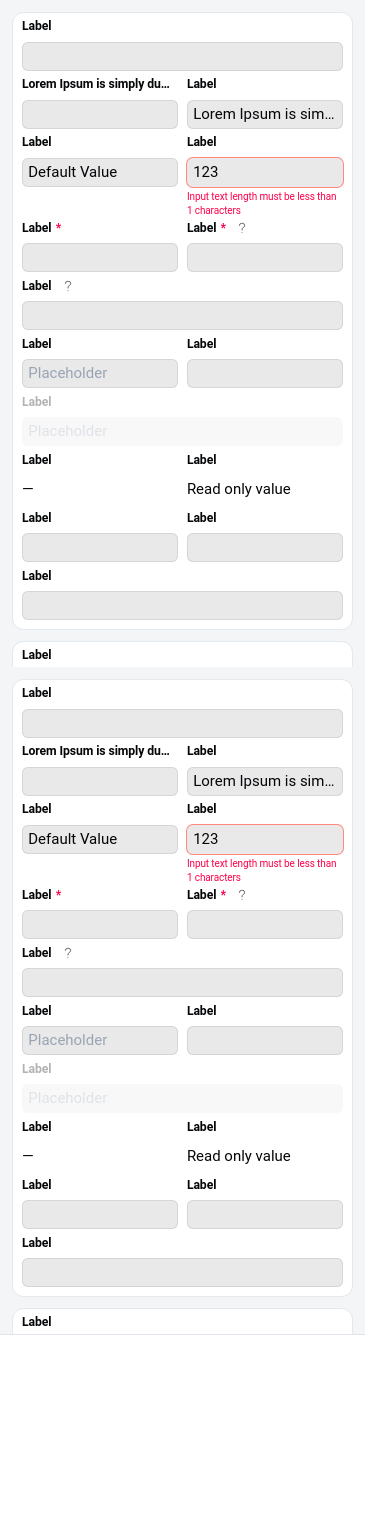 Label
Lorem Ipsum is simply du... Label
Lorem Ipsum is sim...
Label Label
Default Value 123
Input text length must be less than
1 characters
Label * Label * ?
Label ?
Label Label
Placeholder
Label
Placeholder
Label Label
— Read only value
Label Label
Label
Label
Label
Lorem Ipsum is simply du... Label
Lorem Ipsum is sim...
Label Label
Default Value 123
Input text length must be less than
1 characters
Label * Label * ?
Label ?
Label Label
Placeholder
Label
Placeholder
Label Label
— Read only value
Label Label
Label
Label